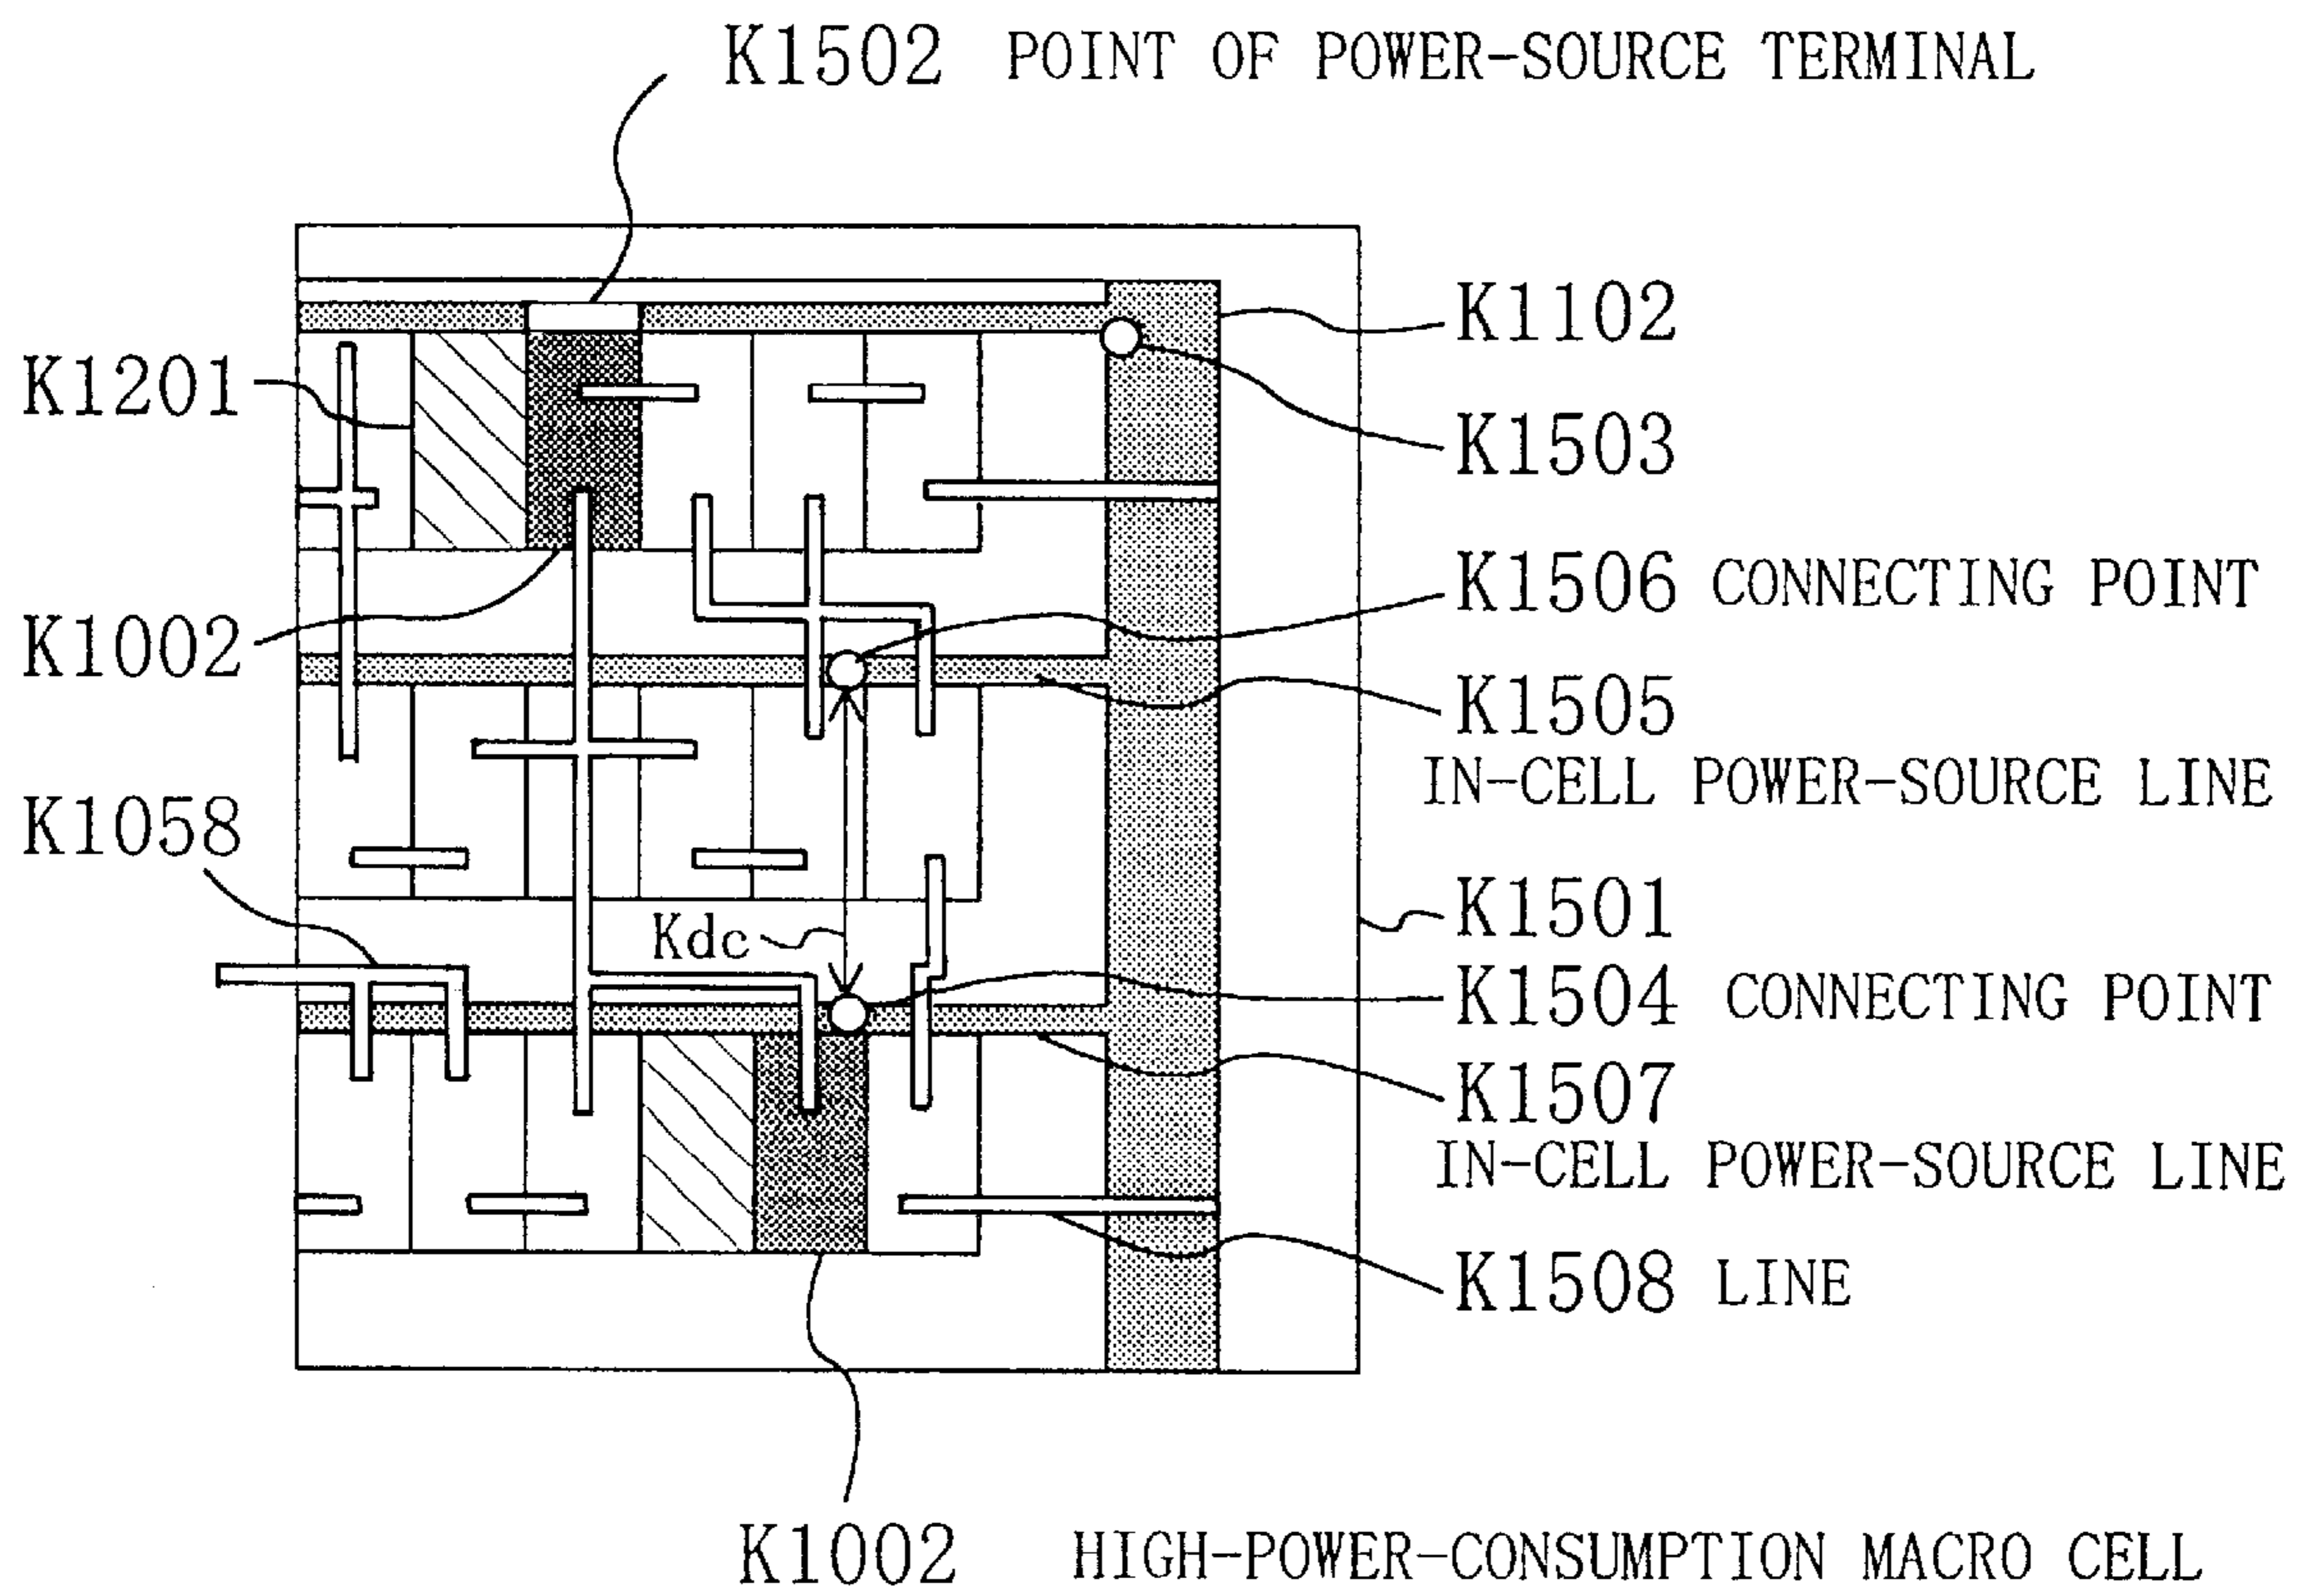 K1502 POINT OF POWER-SOURCE TERMINAL
K1102
K1201
K1503
K1506 CONNECTING POINT
K1002
K1505
IN-CELL POWER-SOURCE LINE
K1058
K1501
Kdc
K1504 CONNECTING POINT
K1507
IN-CELL POWER-SOURCE LINE
K1508 LINE
K1002 HIGH-POWER-CONSUMPTION MACRO CELL